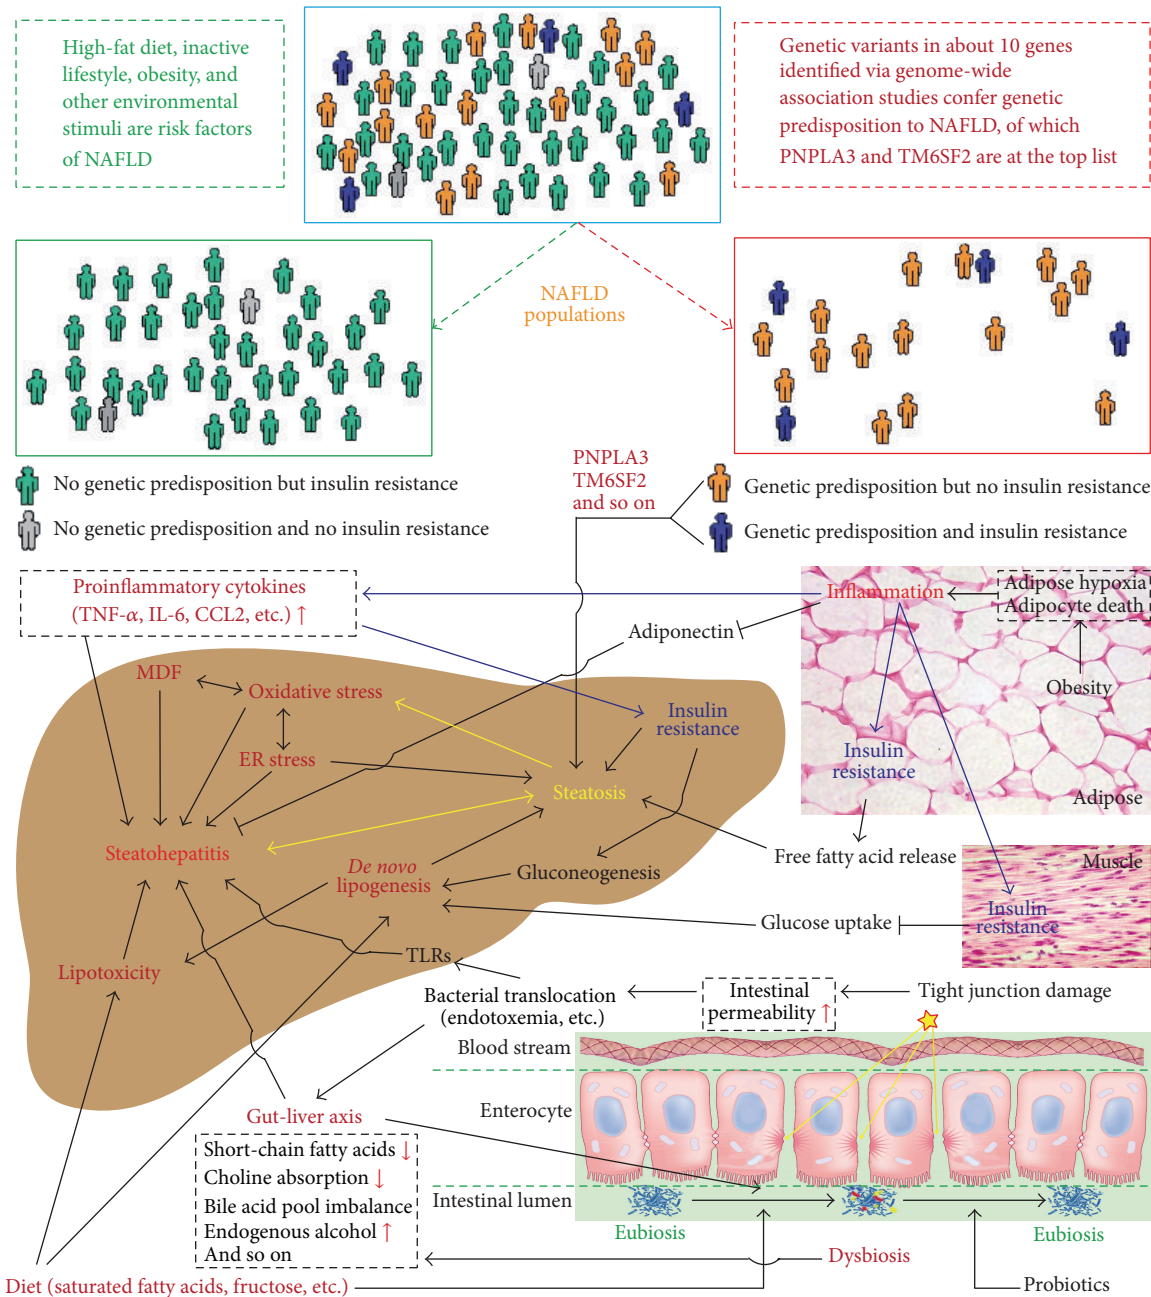 High-fat diet, inactive
lifestyle, obesity, and
other environmental
stimuli are risk factors
of NAFLD
Genetic variants in about 10 genes
identified via genome-wide
association studies confer genetic
predisposition to NAFLD, of which
PNPLA3 and TM6SF2 are at the top list
NAFLD
populations
No genetic predisposition but insulin resistance
No genetic predisposition and no insulin resistance
PNPLA3
TM6SF2
and so on
Genetic predisposition but no insulin resistance
Genetic predisposition and insulin resistance
Proinflammatory cytokines
(TNF-α, IL-6, CCL2, etc.) ↑
Inflammation
Adipose hypoxia
Adipocyte death
Adiponectin
Obesity
MDF
Oxidative stress
Insulin
resistance
ER stress
Insulin
resistance
Steatosis
Adipose
Steatohepatitis
De novo
lipogenesis
Gluconeogenesis
Free fatty acid release
Muscle
Glucose uptake
Insulin
resistance
Lipotoxicity
TLRs
Bacterial translocation
(endotoxemia, etc.)
Intestinal
permeability ↑
Tight junction damage
Blood stream
Enterocyte
Gut-liver axis
Short-chain fatty acids ↓
Choline absorption ↓
Bile acid pool imbalance
Endogenous alcohol ↑
And so on
Intestinal lumen
Eubiosis
Eubiosis
Dysbiosis
Diet (saturated fatty acids, fructose, etc.)
Probiotics